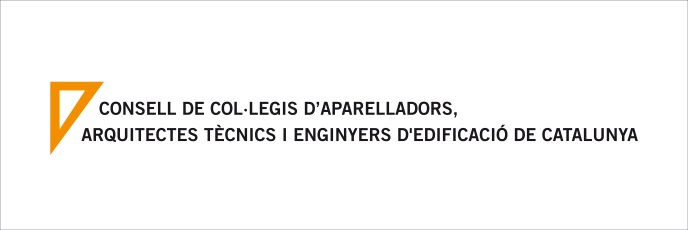 CONSELL DE COL·LEGIS D’APARELLADORS,
ARQUITECTES TÈCNICS I ENGINYERS D'EDIFICACIÓ DE CATALUNYA